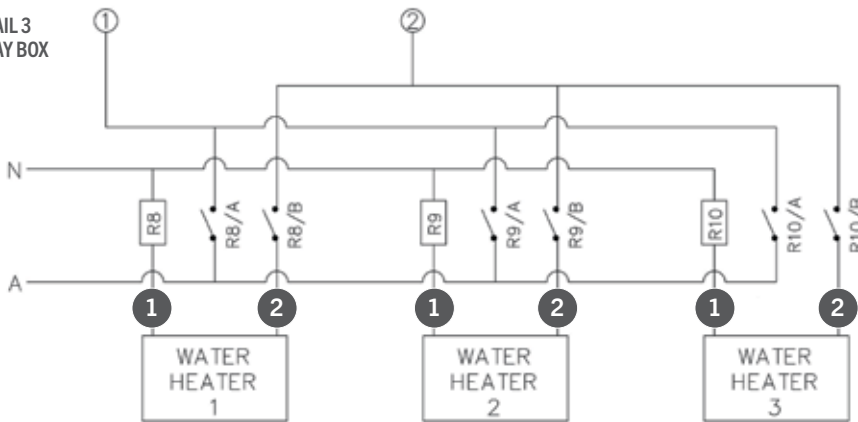 AIL 3
AY BOX
1
2
N
R8
R8/A
R8/B
R9
R9/A
R9/B
R10
R10/A
R10/B
A
1
2
1
2
1
2
WATER
HEATER
1
WATER
HEATER
2
WATER
HEATER
3